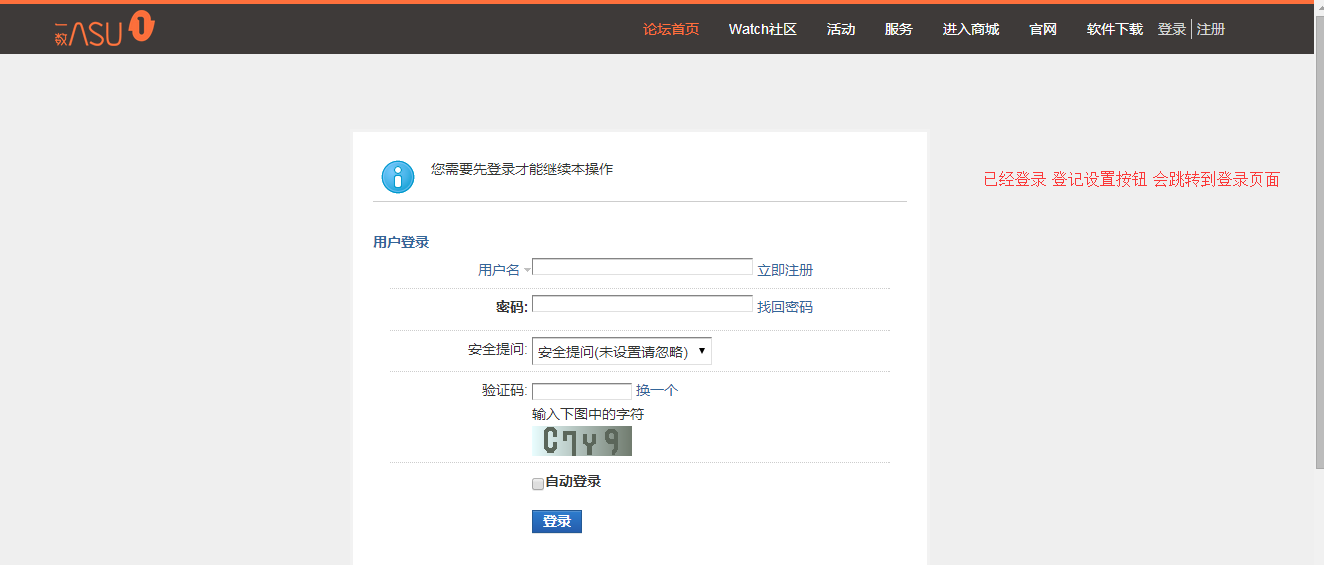 一数 ASU 1
论坛首页 Watch社区 活动 服务 进入商城 官网 软件下载 登录 | 注册
您需要先登录才能继续本操作
已经登录 登记设置按钮 会跳转到登录页面
用户登录
用户名 立即注册
密码: 找回密码
安全提问: 安全提问(未设置请忽略)
验证码: 换一个
输入下图中的字符
C7Y9
自动登录
登录